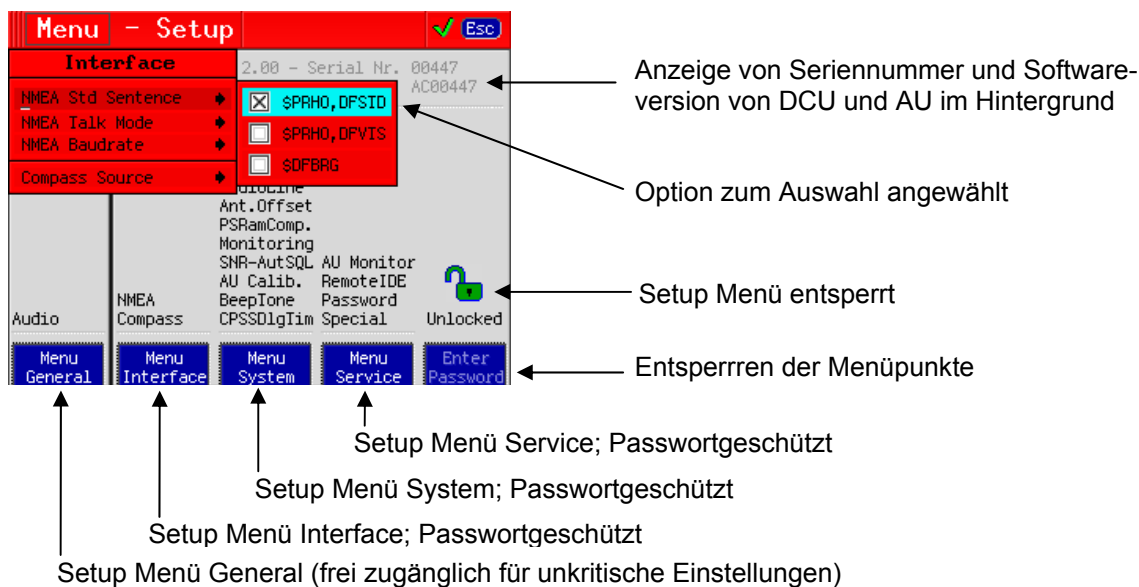 Menu - Setup
Esc
Interface
2.00 - Serial Nr. 00447
AC00447
NMEA Std Sentence
NMEA Talk Mode
NMEA Baudrate
Compass Source
$PRHO,DFSTD
$PRHO,DFVTS
$DFBRG
Ant.Offset
PSRamComp.
Monitoring
SNR-AutSQL
AU Calib.
BeepTone
CPSSDlgTim
AU Monitor
RemoteIDE
Password
Special
Audio
NMEA
Compass
Unlocked
Menu
General
Menu
Interface
Menu
System
Menu
Service
Enter
Password
Anzeige von Seriennummer und Software-
version von DCU und AU im Hintergrund
Option zum Auswahl angewählt
Setup Menü entsperrt
Entsperrren der Menüpunkte
Setup Menü Service; Passwortgeschützt
Setup Menü System; Passwortgeschützt
Setup Menü Interface; Passwortgeschützt
Setup Menü General (frei zugänglich für unkritische Einstellungen)